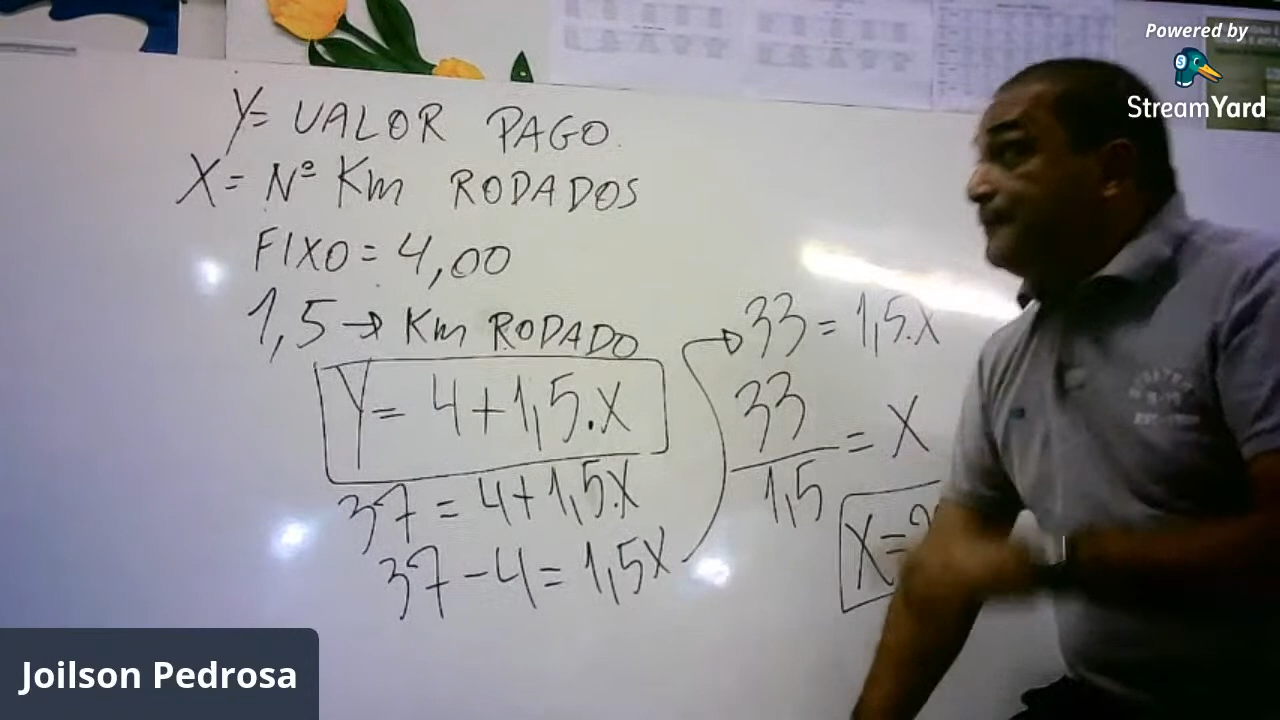 Powered by
StreamYard
Y= VALOR PAGO.
X= Nº Km RODADOS
FIXO = 4,00
1,5 → Km RODADO
Y= 4+1,5.X
37 = 4+1,5.X
37-4 = 1,5X
33 = 1,5.X
33
1,5
= X
X=
Joilson Pedrosa